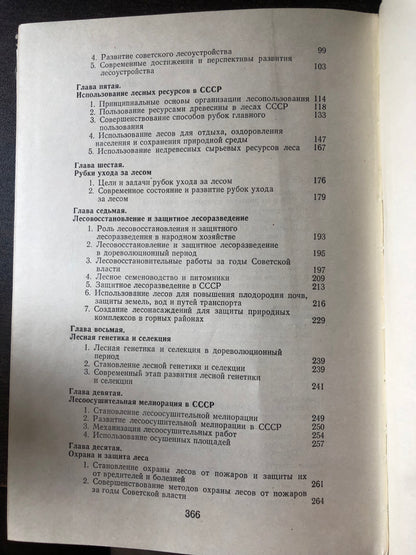 4. Развитие советского лесоустройства 99
5. Современные достижения и перспективы развития
лесоустройства 103
Глава пятая.
Использование лесных ресурсов в СССР
1. Принципиальные основы организации лесопользования 114
2. Пользование ресурсами древесины в лесах СССР 118
3. Совершенствование способов рубок главного 133
пользования
4. Использование лесов для отдыха, оздоровления
населения и сохранения природной среды 147
5. Использование недревесных сырьевых ресурсов леса 167
Глава шестая.
Рубки ухода за лесом
1. Цели и задачи рубок ухода за лесом 176
2. Современное состояние и развитие рубок ухода
за лесом 179
Глава седьмая.
Лесовосстановление и защитное лесоразведение
1. Роль лесовосстановления и защитного
лесоразведения в народном хозяйстве 193
2. Лесовосстановление и защитное лесоразведение
в дореволюционный период 195
3. Лесовосстановительные работы за годы Советской
власти 197
4. Лесное семеноводство и питомники 209
5. Защитное лесоразведение в СССР 213
6. Использование лесов для повышения плодородия почв,
защиты земель, вод и путей транспорта 216
7. Создание лесонасаждений для защиты природных
комплексов в горных районах 229
Глава восьмая.
Лесная генетика и селекция
1. Лесная генетика и селекция в дореволюционный
период 239
2. Становление лесной генетики и селекции 239
3. Современный этап развития лесной генетики
и селекции 241
Глава девятая.
Лесоосушительная мелиорация в СССР
1. Становление лесоосушительной мелиорации 249
2. Развитие лесоосушительной мелиорации в СССР 250
3. Механизация лесоосушительных работ 254
4. Использование осушенных площадей 257
Глава десятая.
Охрана и защита леса
1. Становление охраны лесов от пожаров и защиты их
от вредителей и болезней 261
2. Совершенствование методов охраны лесов от пожаров
за годы Советской власти 264
366